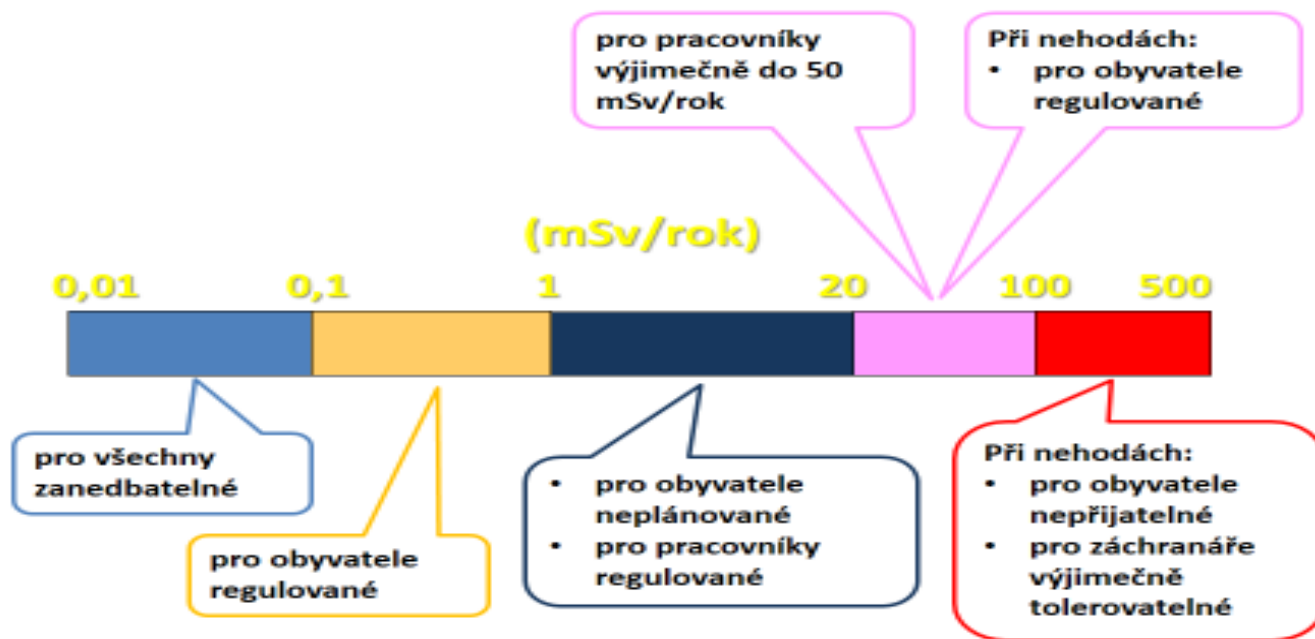 pro pracovníky
výjimečně do 50
mSv/rok
Při nehodách:
• pro obyvatele
regulované
(mSv/rok)
0,01 0,1 1 20 100 500
pro všechny
zanedbatelné
pro obyvatele
regulované
• pro obyvatele
neplánované
• pro pracovníky
regulované
Při nehodách:
• pro obyvatele
nepřijatelné
• pro záchranáře
výjimečně
tolerovatelné